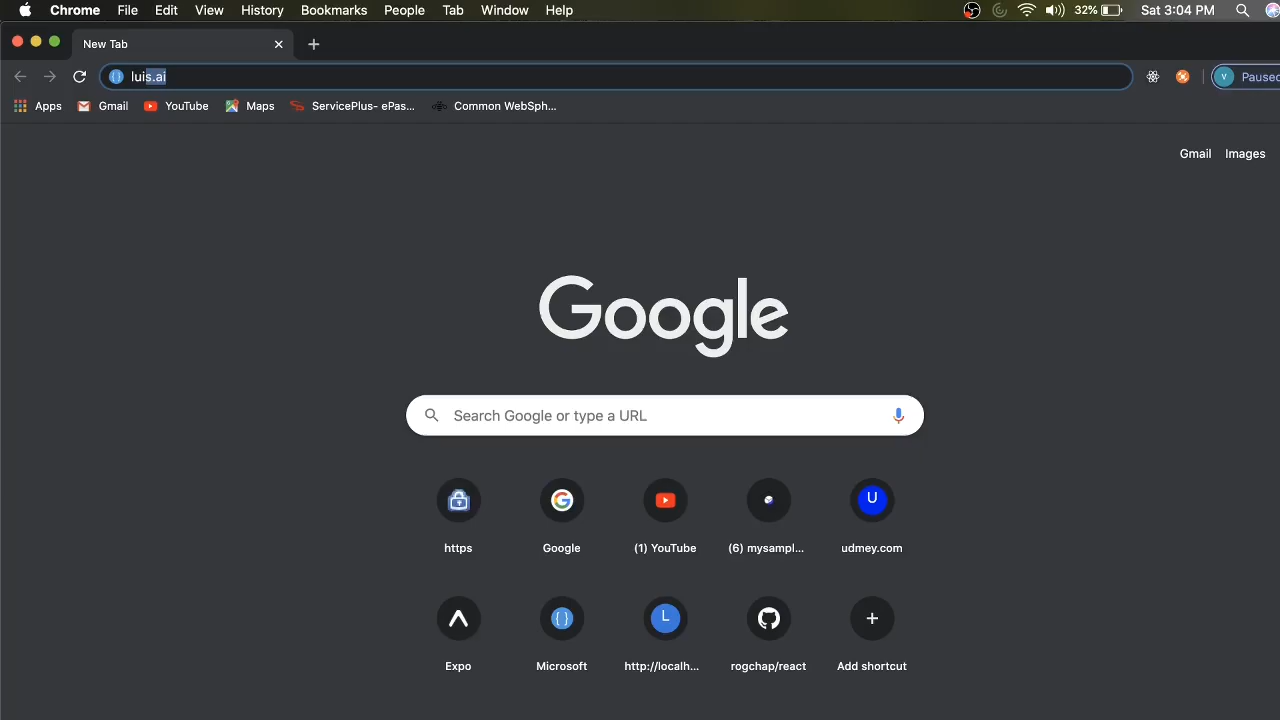 Chrome File Edit View History Bookmarks People Tab Window Help 32% Sat 3:04 PM
New Tab
luis.ai V Paused
Apps Gmail YouTube Maps ServicePlus- ePas... Common WebSph...
Gmail Images
Google
Search Google or type a URL
U
https Google (1) YouTube (6) mysampl... udmey.com
L
Expo Microsoft http://localh... rogchap/react Add shortcut